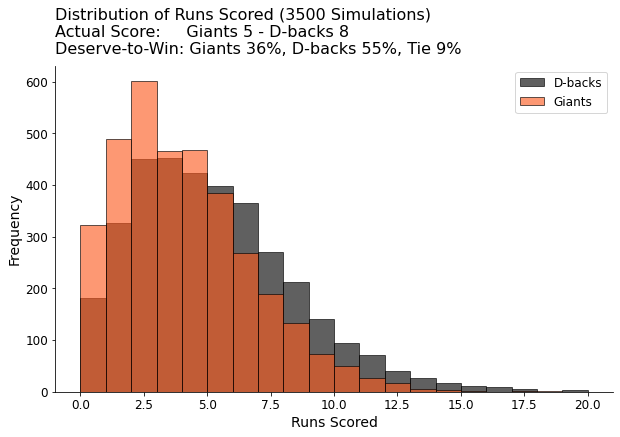 Distribution of Runs Scored (3500 Simulations)
Actual Score:     Giants 5 - D-backs 8
Deserve-to-Win: Giants 36%, D-backs 55%, Tie 9%
D-backs
Giants
Frequency
600
500
400
300
200
100
0
0.0 2.5 5.0 7.5 10.0 12.5 15.0 17.5 20.0
Runs Scored